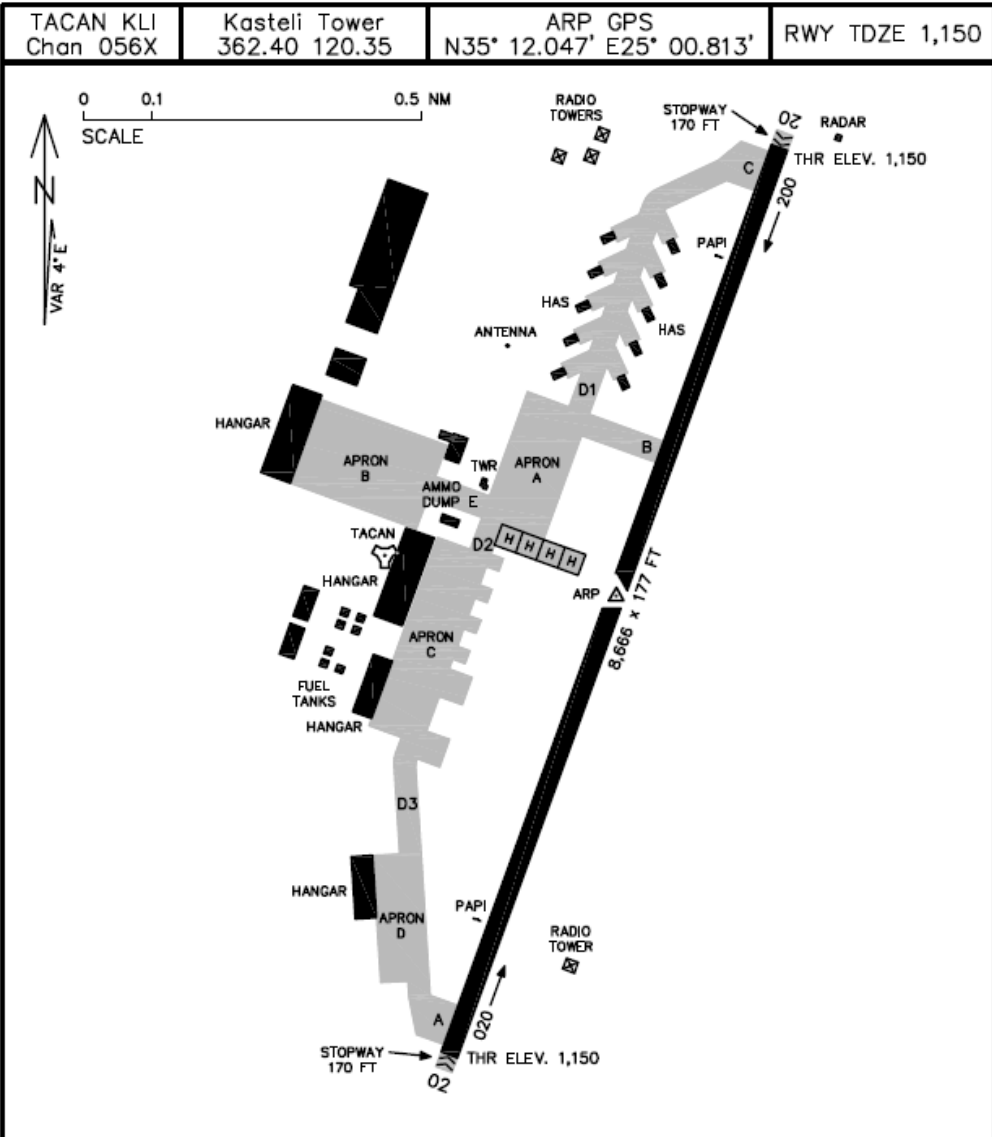 TACAN KLI
Chan 056X
Kasteli Tower
362.40 120.35
ARP GPS
N35° 12.047' E25° 00.813'
RWY TDZE 1,150
0 0.1 0.5 NM
SCALE
N
VAR 4° E
RADIO
TOWERS
STOPWAY
170 FT
20
RADAR
THR ELEV. 1,150
C
200
PAPI
HAS
HAS
ANTENNA
D1
HANGAR
B
APRON
B
TWR
APRON
A
AMMO
DUMP
E
TACAN
D2
H H H H
HANGAR
ARP
8,666 x 177 FT
APRON
C
FUEL
TANKS
HANGAR
D3
HANGAR
APRON
D
PAPI
RADIO
TOWER
A
020
STOPWAY
170 FT
THR ELEV. 1,150
02